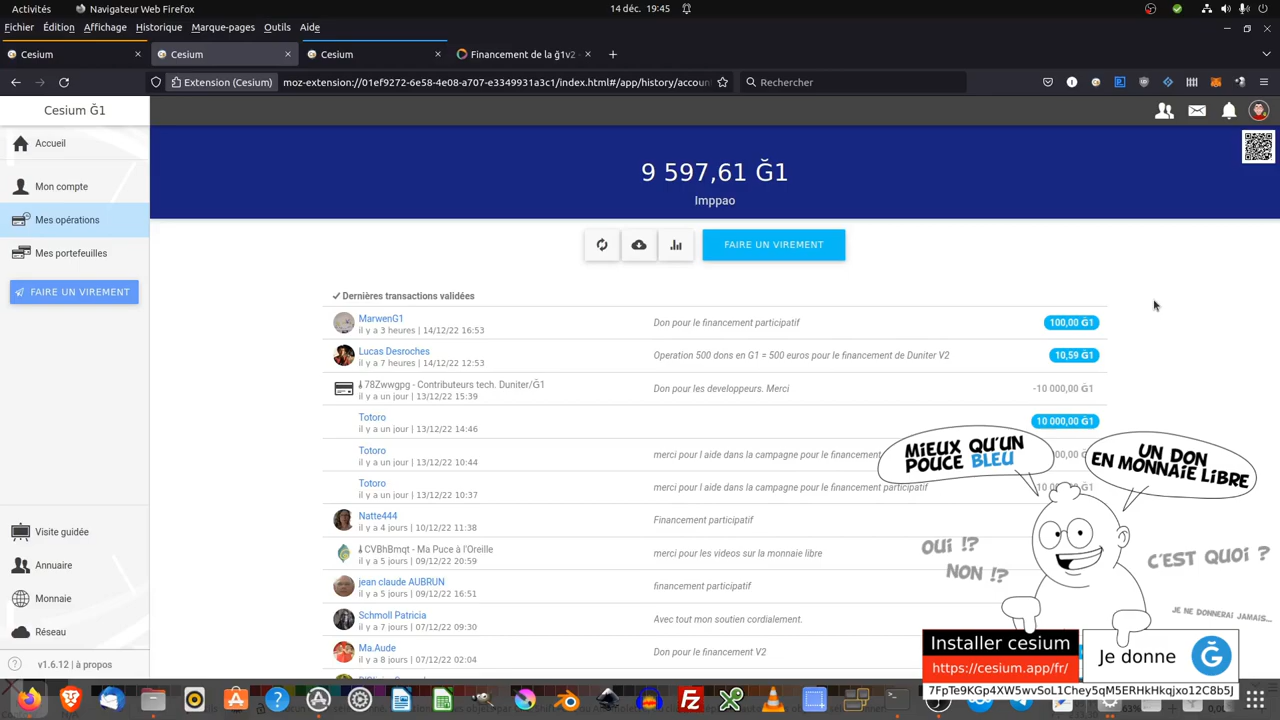 Activités
Navigateur Web Firefox
14 déc. 19:45
Fichier Édition Affichage Historique Marque-pages Outils Aide
Cesium
Cesium
Cesium
Financement de la ğ1v2 -
Extension (Cesium)
moz-extension://01ef9272-6e58-4e08-a707-e3349931a3c1/index.html#/app/history/accoun
Rechercher
Cesium Ğ1
Accueil
Mon compte
Mes opérations
Mes portefeuilles
FAIRE UN VIREMENT
Visite guidée
Annuaire
Monnaie
Réseau
v1.6.12 | à propos
9 597,61 Ğ1
Imppao
FAIRE UN VIREMENT
Dernières transactions validées
MarwenG1
il y a 3 heures | 14/12/22 16:53
Don pour le financement participatif
100,00 Ğ1
Lucas Desroches
il y a 7 heures | 14/12/22 12:53
Operation 500 dons en G1 = 500 euros pour le financement de Duniter V2
10,59 Ğ1
78Zwwgpg - Contributeurs tech. Duniter/Ğ1
il y a un jour | 13/12/22 15:39
Don pour les developpeurs. Merci
-10 000,00 Ğ1
Totoro
il y a un jour | 13/12/22 14:46
10 000,00 Ğ1
Totoro
il y a un jour | 13/12/22 10:44
merci pour l aide dans la campagne pour le financement
Totoro
il y a un jour | 13/12/22 10:37
merci pour l aide dans la campagne pour le financement participatif
Natte444
il y a 4 jours | 10/12/22 11:38
Financement participatif
CVBhBmqt - Ma Puce à l'Oreille
il y a 5 jours | 09/12/22 20:59
merci pour les videos sur la monnaie libre
jean claude AUBRUN
il y a 5 jours | 09/12/22 16:51
financement participatif
Schmoll Patricia
il y a 7 jours | 07/12/22 09:30
Avec tout mon soutien cordialement.
Ma.Aude
il y a 8 jours | 07/12/22 02:04
Don pour le financement V2
MIEUX QU'UN
POUCE BLEU
UN DON
EN MONNAIE LIBRE
OUI !?
NON !?
C'EST QUOI ?
JE NE DONNERAI JAMAIS...
Installer cesium
https://cesium.app/fr/
Je donne
Ğ
7FpTe9KGp4XW5wvSoL1Chey5qM5ERHkHkqjxo12C8b5J